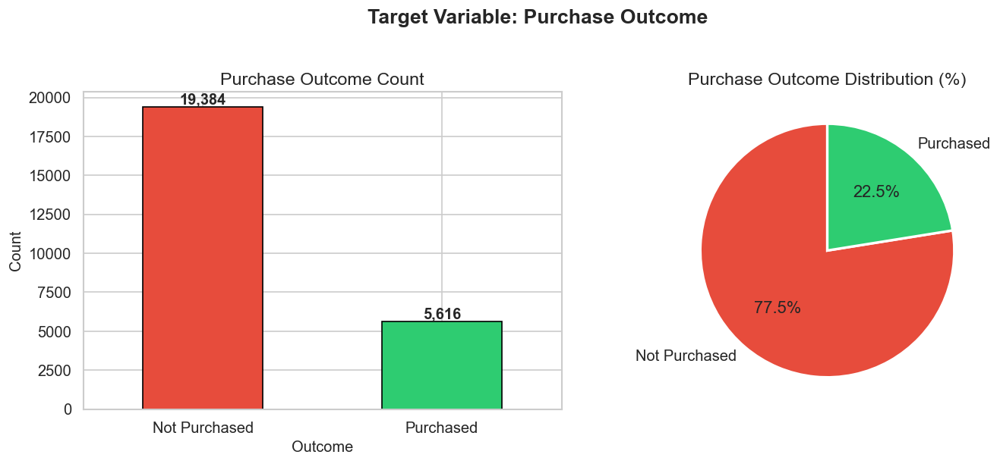 Target Variable: Purchase Outcome
Purchase Outcome Count
20000
17500
15000
12500
10000
7500
5000
2500
0
Count
19,384
5,616
Not Purchased
Purchased
Outcome
Purchase Outcome Distribution (%)
Purchased
22.5%
77.5%
Not Purchased